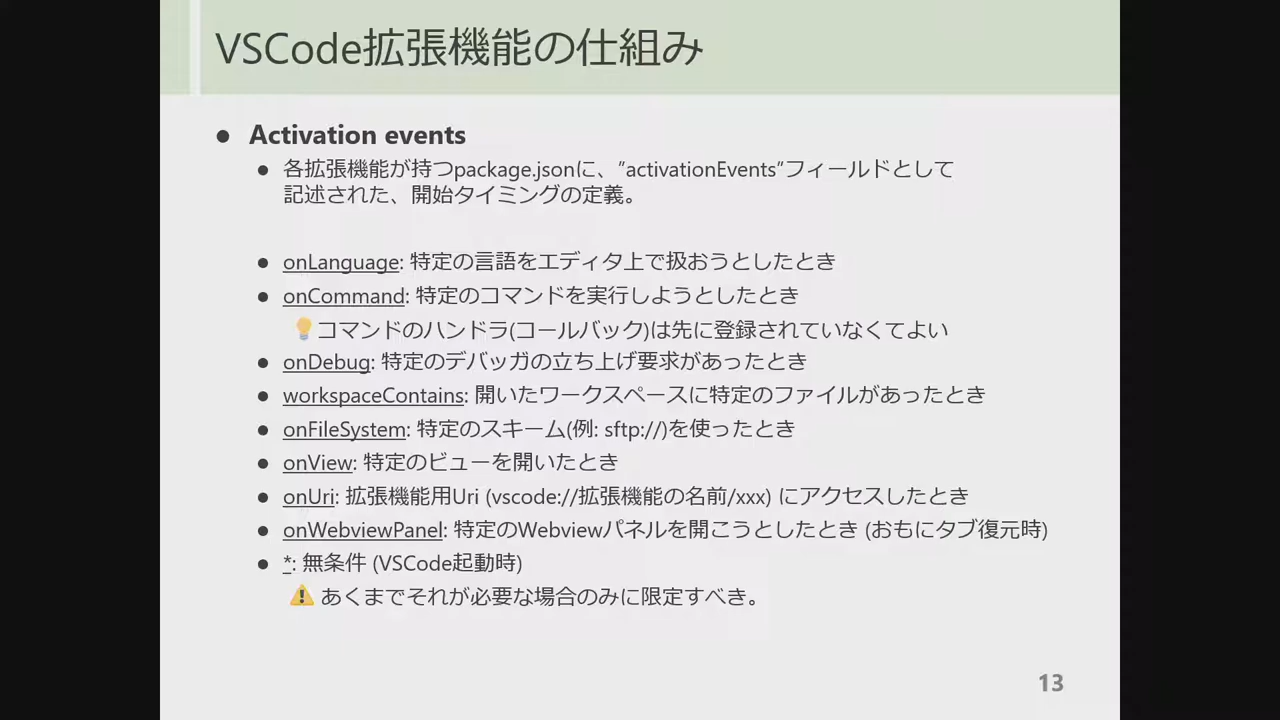 VSCode拡張機能の仕組み
● Activation events
● 各拡張機能が持つpackage.jsonに、”activationEvents”フィールドとして
記述された、開始タイミングの定義。
● onLanguage: 特定の言語をエディタ上で扱おうとしたとき
● onCommand: 特定のコマンドを実行しようとしたとき
💡コマンドのハンドラ(コールバック)は先に登録されていなくてよい
● onDebug: 特定のデバッガの立ち上げ要求があったとき
● workspaceContains: 開いたワークスペースに特定のファイルがあったとき
● onFileSystem: 特定のスキーム(例: sftp://)を使ったとき
● onView: 特定のビューを開いたとき
● onUri: 拡張機能用Uri (vscode://拡張機能の名前/xxx) にアクセスしたとき
● onWebviewPanel: 特定のWebviewパネルを開こうとしたとき (おもにタブ復元時)
● *: 無条件 (VSCode起動時)
⚠ あくまでそれが必要な場合のみに限定すべき。
13